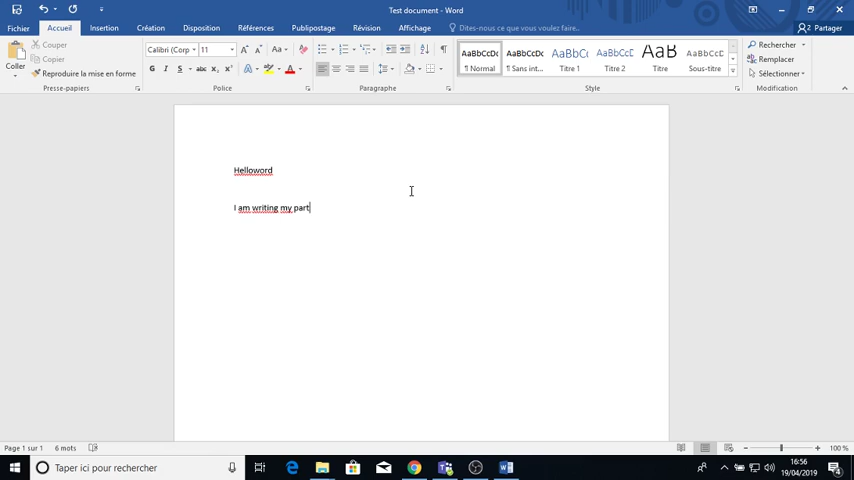 Test document - Word
Fichier Accueil Insertion Création Disposition Références Publipostage Révision Affichage Dites-nous ce que vous voulez faire.. Partager
Coller
Couper
Copier
Reproduire la mise en forme
Presse-papiers
Calibri (Corp 11
Police
Paragraphe
AaBbCcDc AaBbCcDc AaBbCc AaBbCcD AaB AaBbCcD
¶ Normal ¶ Sans int... Titre 1 Titre 2 Titre Sous-titre
Style
Rechercher
Remplacer
Sélectionner
Modification
Helloword
I am writing my part
Page 1 sur 1 6 mots 100 %
Taper ici pour rechercher
16:56
19/04/2019
4